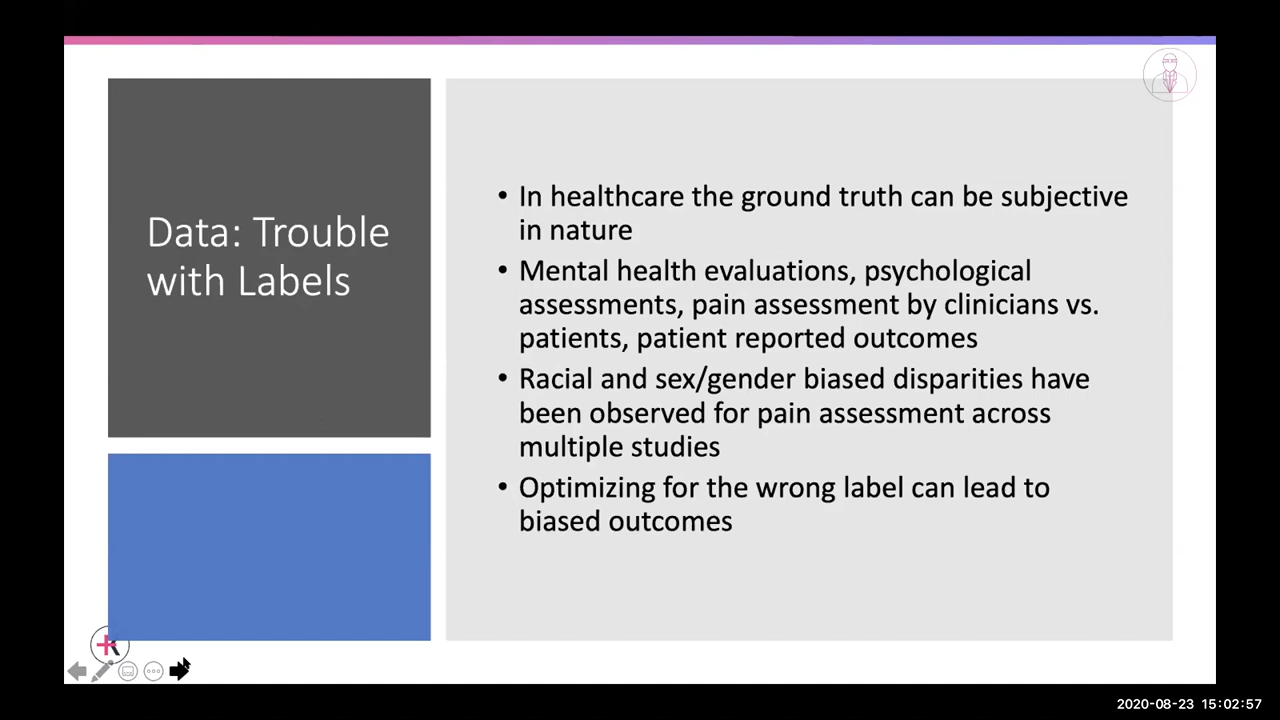 Data: Trouble
with Labels
• In healthcare the ground truth can be subjective
in nature
• Mental health evaluations, psychological
assessments, pain assessment by clinicians vs.
patients, patient reported outcomes
• Racial and sex/gender biased disparities have
been observed for pain assessment across
multiple studies
• Optimizing for the wrong label can lead to
biased outcomes
2020-08-23 15:02:57